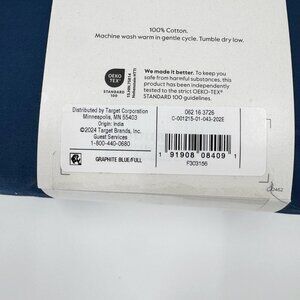 100% Cotton.
Machine wash warm in gentle cycle. Tumble dry low.
OEKO
TEX®
STANDARD
100
We made it better. To keep you
safe from harmful substances, this
product has been independently
tested to the strict OEKO-TEX®
STANDARD 100 guidelines.
Distributed by Target Corporation
Minneapolis, MN 55403
Origin: India
©2024 Target Brands, Inc.
Guest Services
1-800-440-0680
GRAPHITE BLUE/FULL
062 16 3726
C-001215-01-043-202E
1 91908 08409 1
F303156